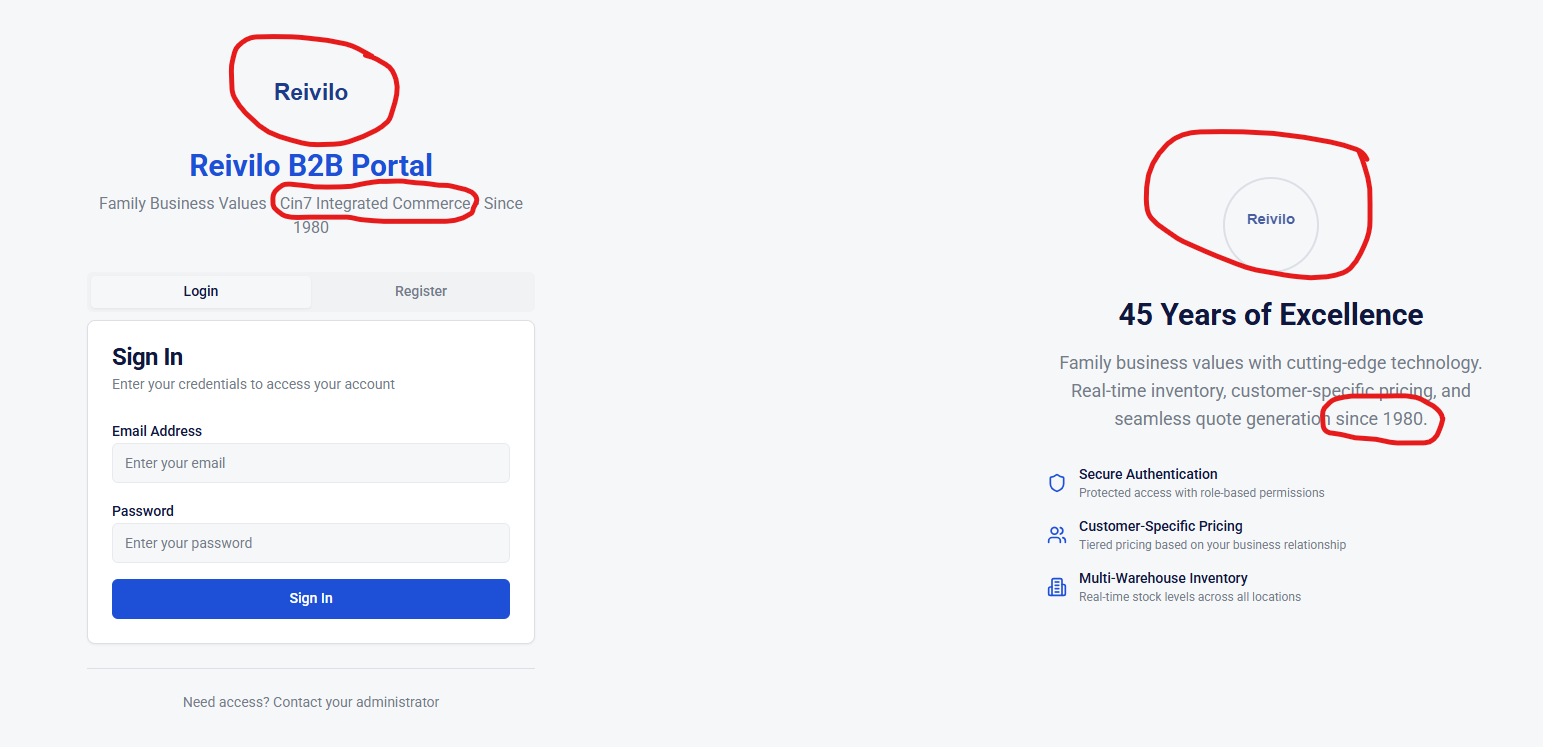 Reivilo
Reivilo B2B Portal
Family Business Values Cin7 Integrated Commerce Since
1980
Login
Register
Sign In
Enter your credentials to access your account
Email Address
Enter your email
Password
Enter your password
Sign In
Need access? Contact your administrator
Reivilo
45 Years of Excellence
Family business values with cutting-edge technology.
Real-time inventory, customer-specific pricing, and
seamless quote generation since 1980.
Secure Authentication
Protected access with role-based permissions
Customer-Specific Pricing
Tiered pricing based on your business relationship
Multi-Warehouse Inventory
Real-time stock levels across all locations